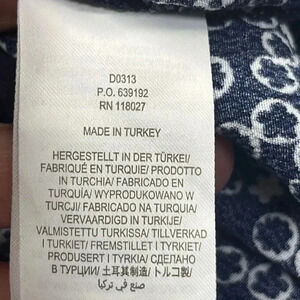 D0313
P.O. 639192
RN 118027
MADE IN TURKEY
HERGESTELLT IN DER TÜRKEI/
FABRIQUÉ EN TURQUIE/ PRODOTTO
IN TURCHIA/ FABRICADO EN
TURQUÍA/ WYPRODUKOWANO W
TURCJI/ FABRICADO NA TURQUIA/
VERVAARDIGD IN TURKIJE/
VALMISTETTU TURKISSA/ TILLVERKAD
I TURKIET/ FREMSTILLET I TYRKIET/
PRODUSERT I TYRKIA/ СДЕЛАНО
В ТУРЦИИ/ 土耳其制造/ トルコ製/
صنع في تركيا